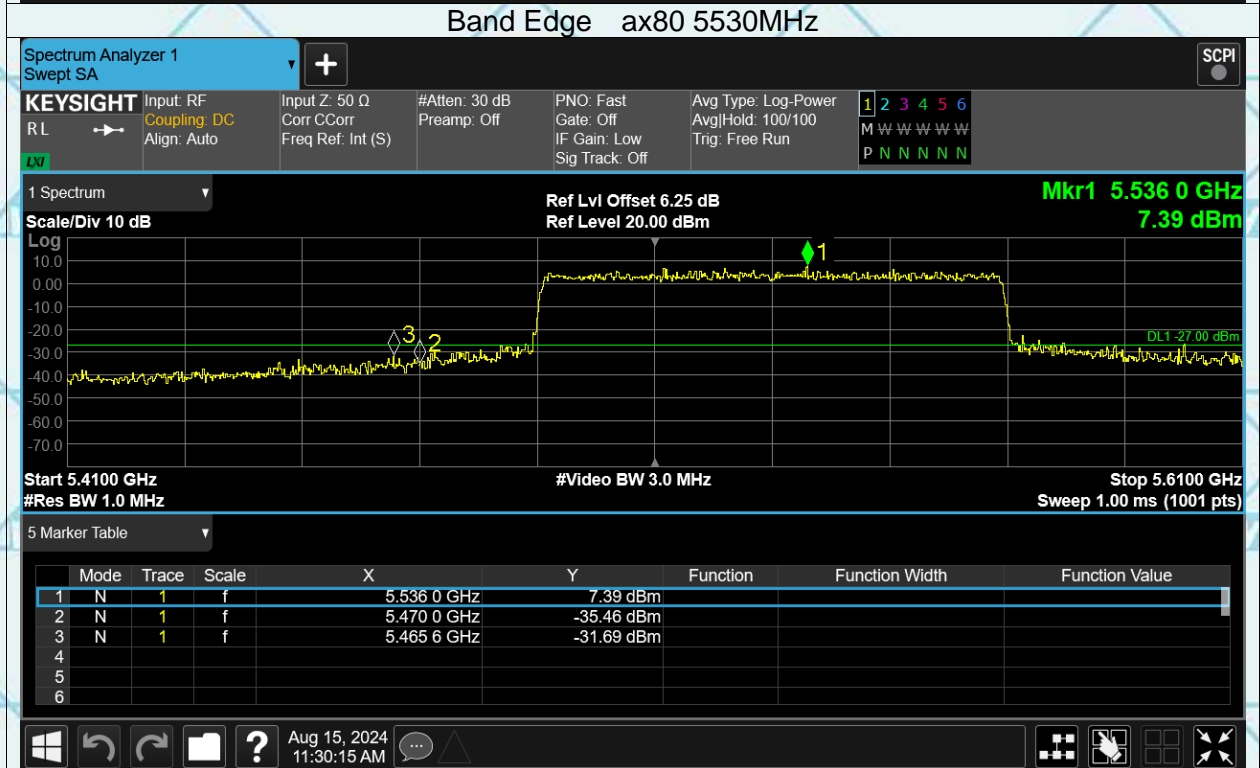 Band Edge ax80 5530MHz
Spectrum Analyzer 1
Swept SA
SCPI
KEYSIGHT
R L
LXI
Input: RF
Coupling: DC
Align: Auto
Input Z: 50 Ω
Corr CCorr
Freq Ref: Int (S)
#Atten: 30 dB
Preamp: Off
PNO: Fast
Gate: Off
IF Gain: Low
Sig Track: Off
Avg Type: Log-Power
Avg|Hold: 100/100
Trig: Free Run
1 2 3 4 5 6
M W W W W W
P N N N N N
1 Spectrum
Scale/Div 10 dB
Ref Lvl Offset 6.25 dB
Ref Level 20.00 dBm
Mkr1 5.536 0 GHz
7.39 dBm
Log
10.0
0.00
-10.0
-20.0
-30.0
-40.0
-50.0
-60.0
-70.0
1
3
2
DL1 -27.00 dBm
Start 5.4100 GHz
#Video BW 3.0 MHz
Stop 5.6100 GHz
#Res BW 1.0 MHz
Sweep 1.00 ms (1001 pts)
5 Marker Table
Mode Trace Scale X Y Function Function Width Function Value
1 N 1 f 5.536 0 GHz 7.39 dBm
2 N 1 f 5.470 0 GHz -35.46 dBm
3 N 1 f 5.465 6 GHz -31.69 dBm
4
5
6
?
Aug 15, 2024
11:30:15 AM